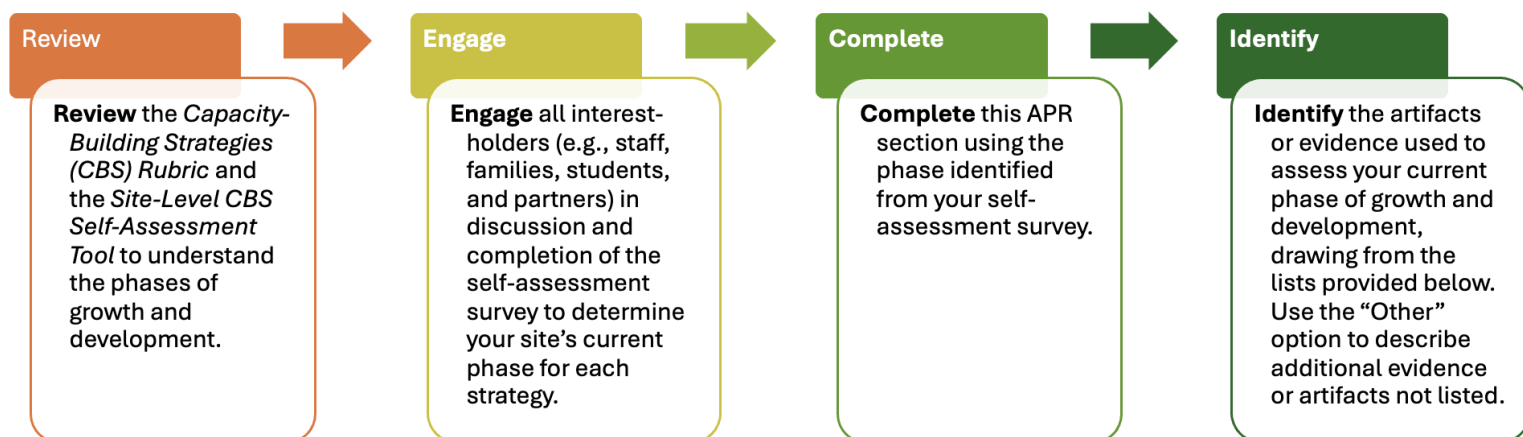 Review
Review the Capacity-
Building Strategies
(CBS) Rubric and
the Site-Level CBS
Self-Assessment
Tool to understand
the phases of
growth and
development.
Engage
Engage all interest-
holders (e.g., staff,
families, students,
and partners) in
discussion and
completion of the
self-assessment
survey to determine
your site's current
phase for each
strategy.
Complete
Complete this APR
section using the
phase identified
from your self-
assessment survey.
Identify
Identify the artifacts
or evidence used to
assess your current
phase of growth and
development,
drawing from the
lists provided below.
Use the “Other”
option to describe
additional evidence
or artifacts not listed.